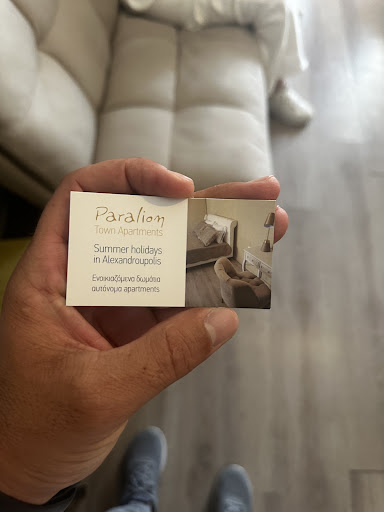 Paralion
Town Apartments
Summer holidays
in Alexandroupolis
Ενοικιαζόμενα δωμάτια
αυτόνομα apartments